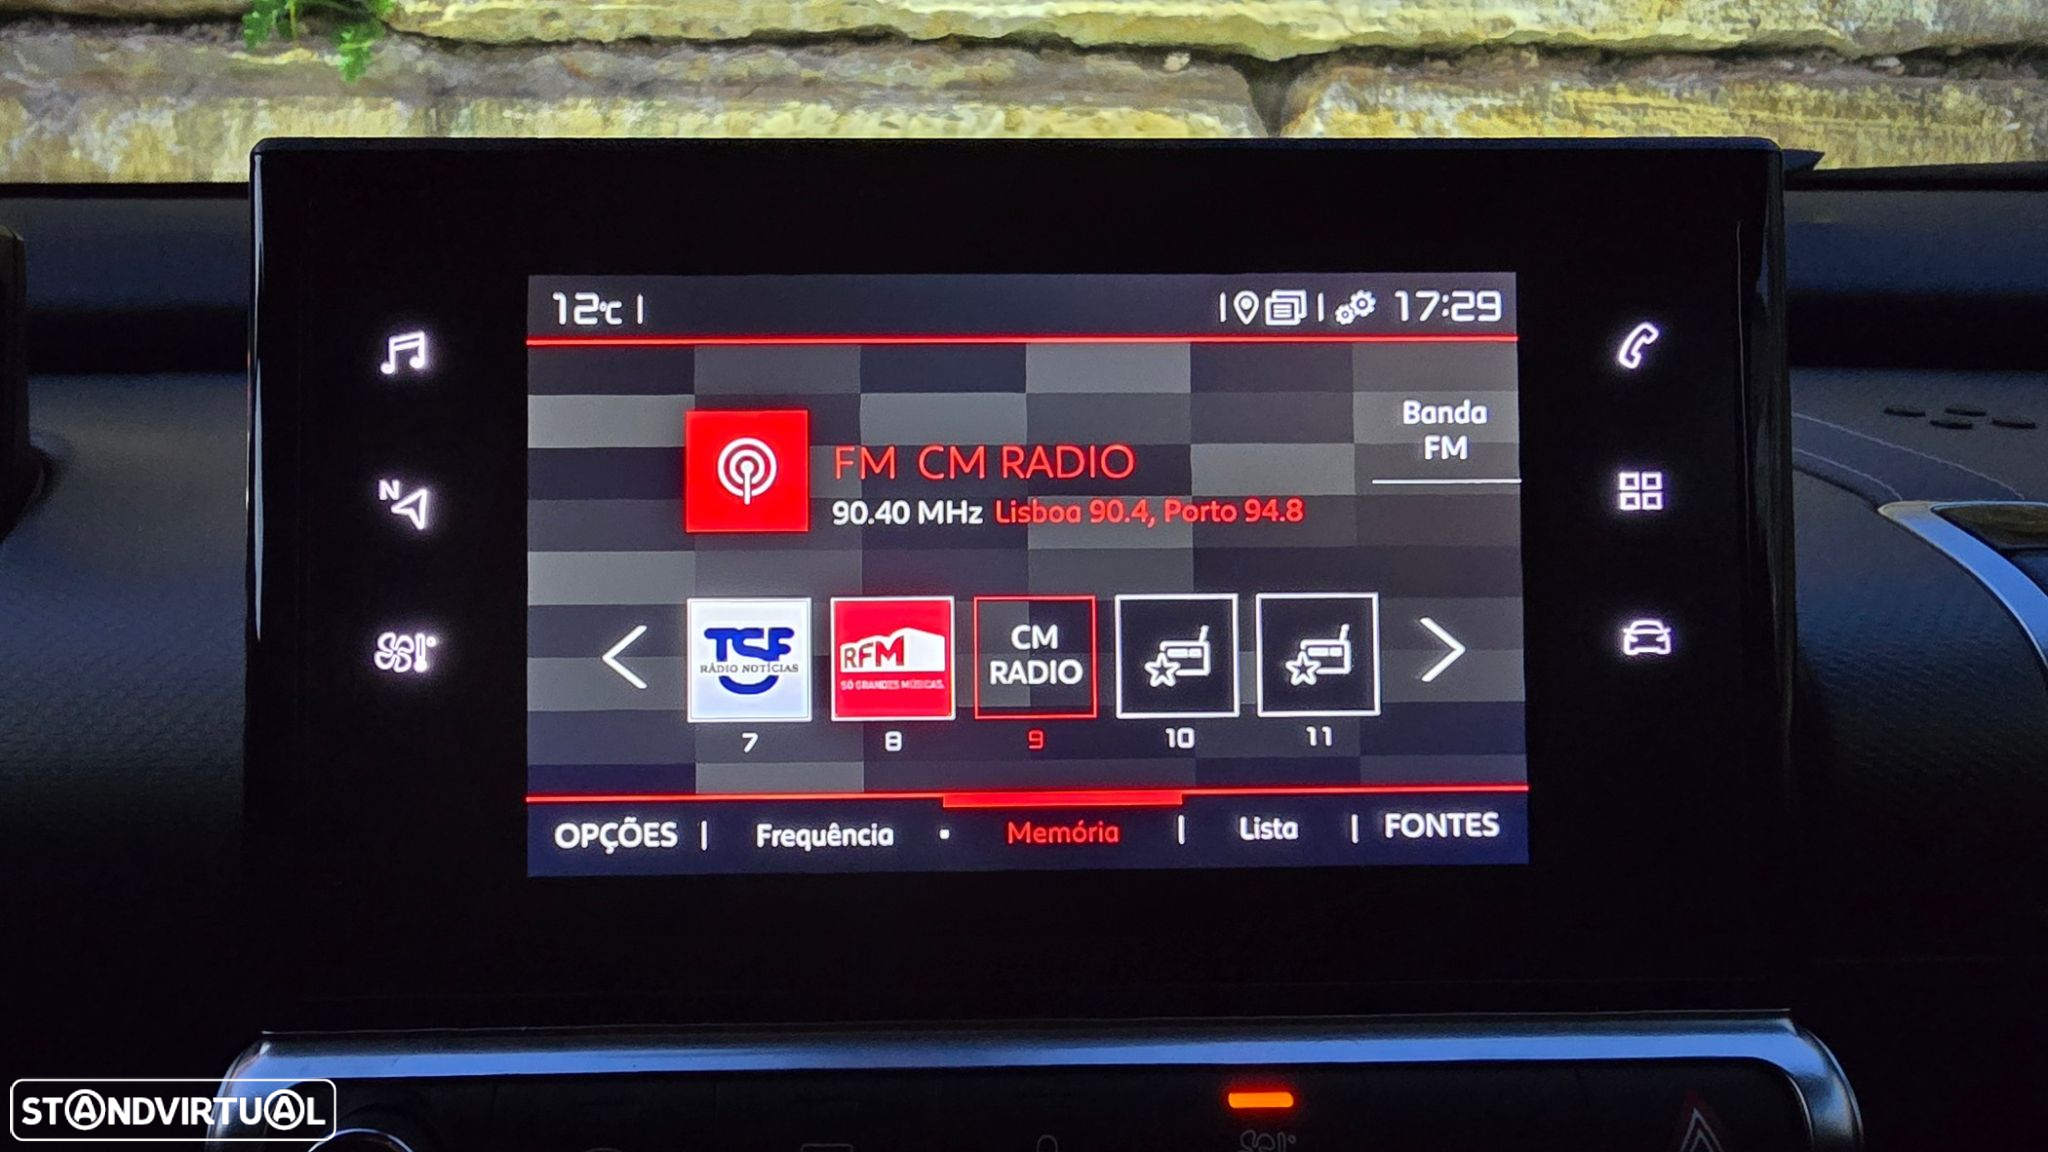 12°C | 17:29
N
Banda
FM
FM CM RADIO
90.40 MHz Lisboa 90.4, Porto 94.8
TSF
RÁDIO NOTÍCIAS
RFM
SÓ GRANDES MÚSICAS.
CM
RADIO
7 8 9 10 11
OPÇÕES | Frequência Memória | Lista | FONTES
STANDVIRTUAL